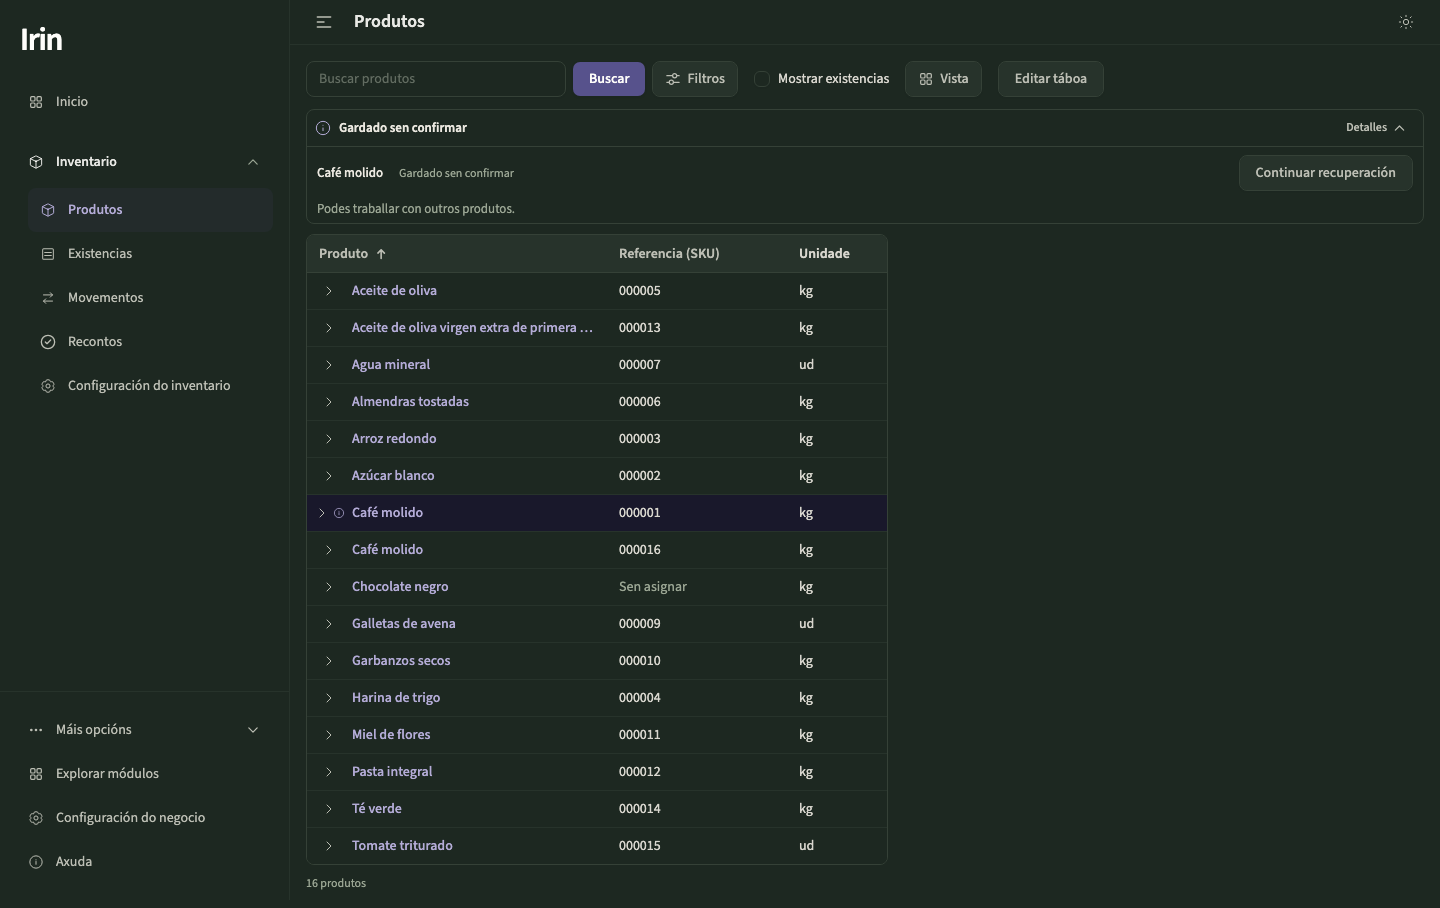 Irin
Inicio
Inventario
Produtos
Existencias
Movementos
Recontos
Configuración do inventario
Máis opcións
Explorar módulos
Configuración do negocio
Axuda
Produtos
Buscar produtos
Buscar
Filtros
Mostrar existencias
Vista
Editar táboa
Gardado sen confirmar
Detalles
Café molido Gardado sen confirmar
Continuar recuperación
Podes traballar con outros produtos.
Produto Referencia (SKU) Unidade
Aceite de oliva 000005 kg
Aceite de oliva virgen extra de primera ... 000013 kg
Agua mineral 000007 ud
Almendras tostadas 000006 kg
Arroz redondo 000003 kg
Azúcar blanco 000002 kg
Café molido 000001 kg
Café molido 000016 kg
Chocolate negro Sen asignar kg
Galletas de avena 000009 ud
Garbanzos secos 000010 kg
Harina de trigo 000004 kg
Miel de flores 000011 kg
Pasta integral 000012 kg
Té verde 000014 kg
Tomate triturado 000015 ud
16 produtos